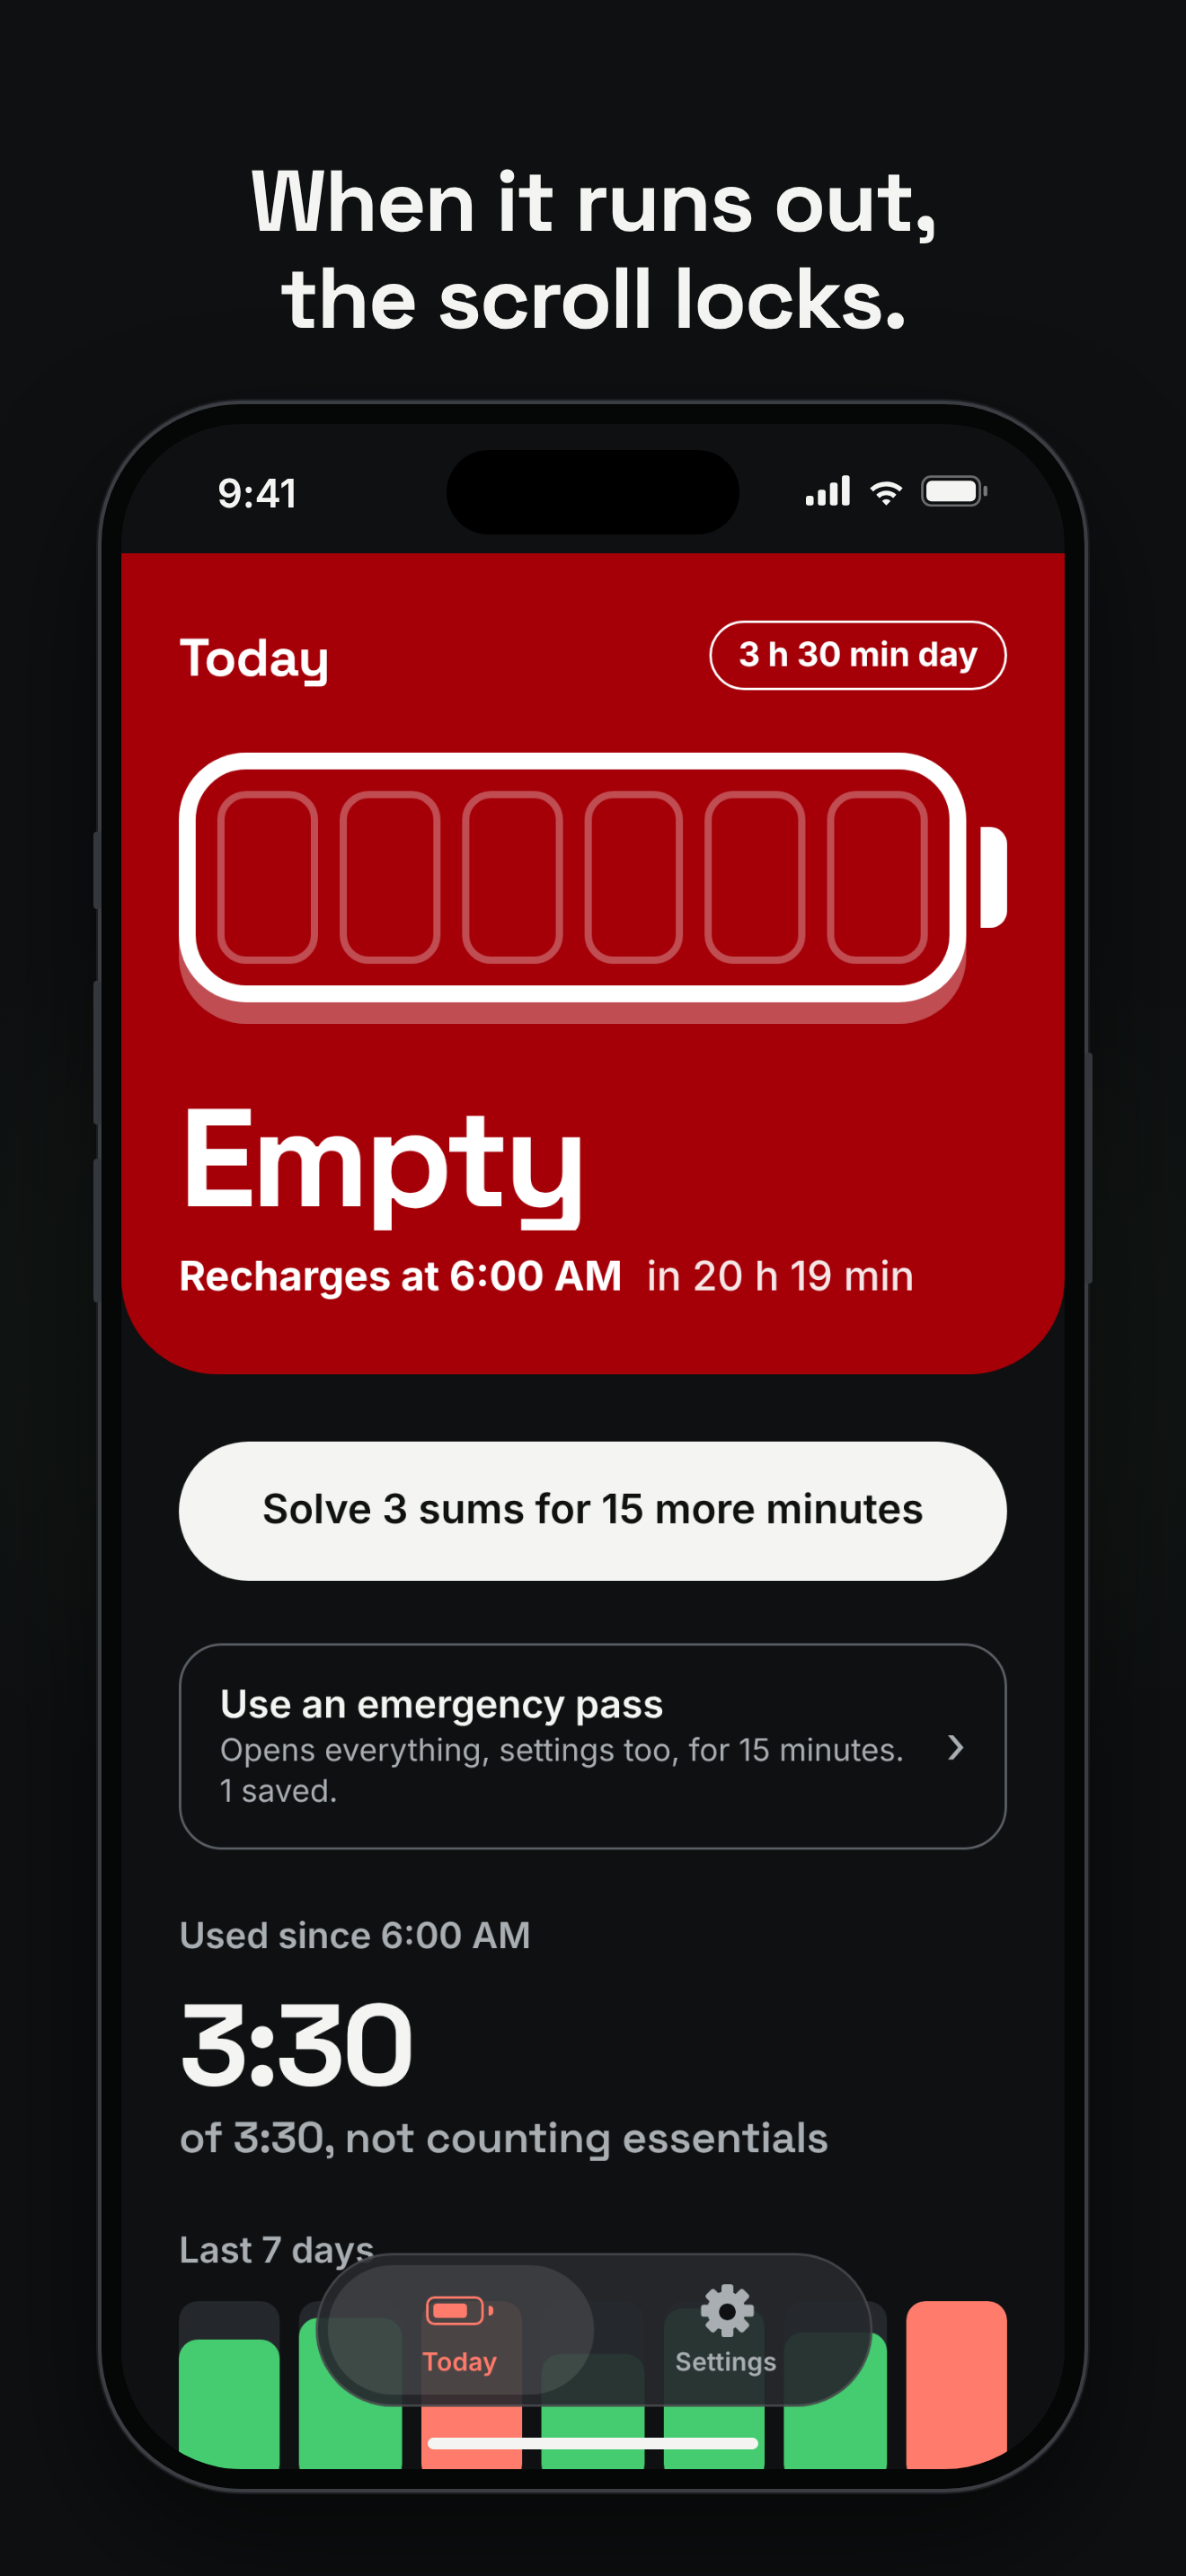 When it runs out,
the scroll locks.
9:41
Today
3 h 30 min day
Empty
Recharges at 6:00 AM in 20 h 19 min
Solve 3 sums for 15 more minutes
Use an emergency pass
Opens everything, settings too, for 15 minutes.
1 saved.
Used since 6:00 AM
3:30
of 3:30, not counting essentials
Last 7 days
Today
Settings